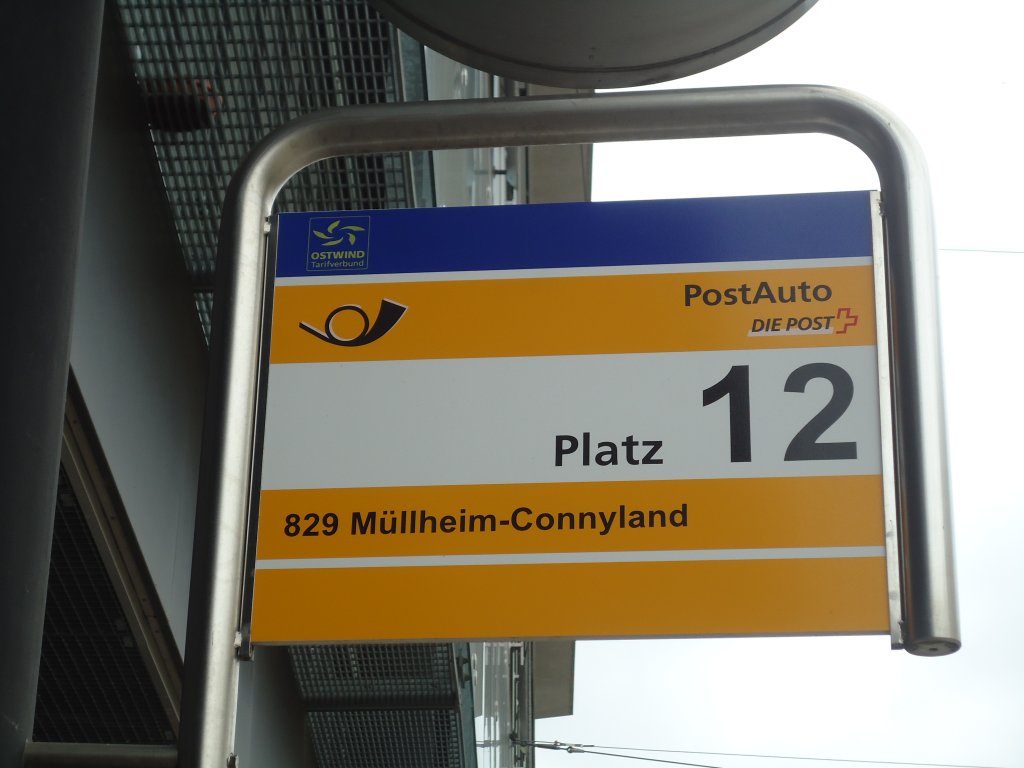 OSTWIND
Tarifverbund
PostAuto
DIE POST
Platz 12
829 Müllheim-Connyland